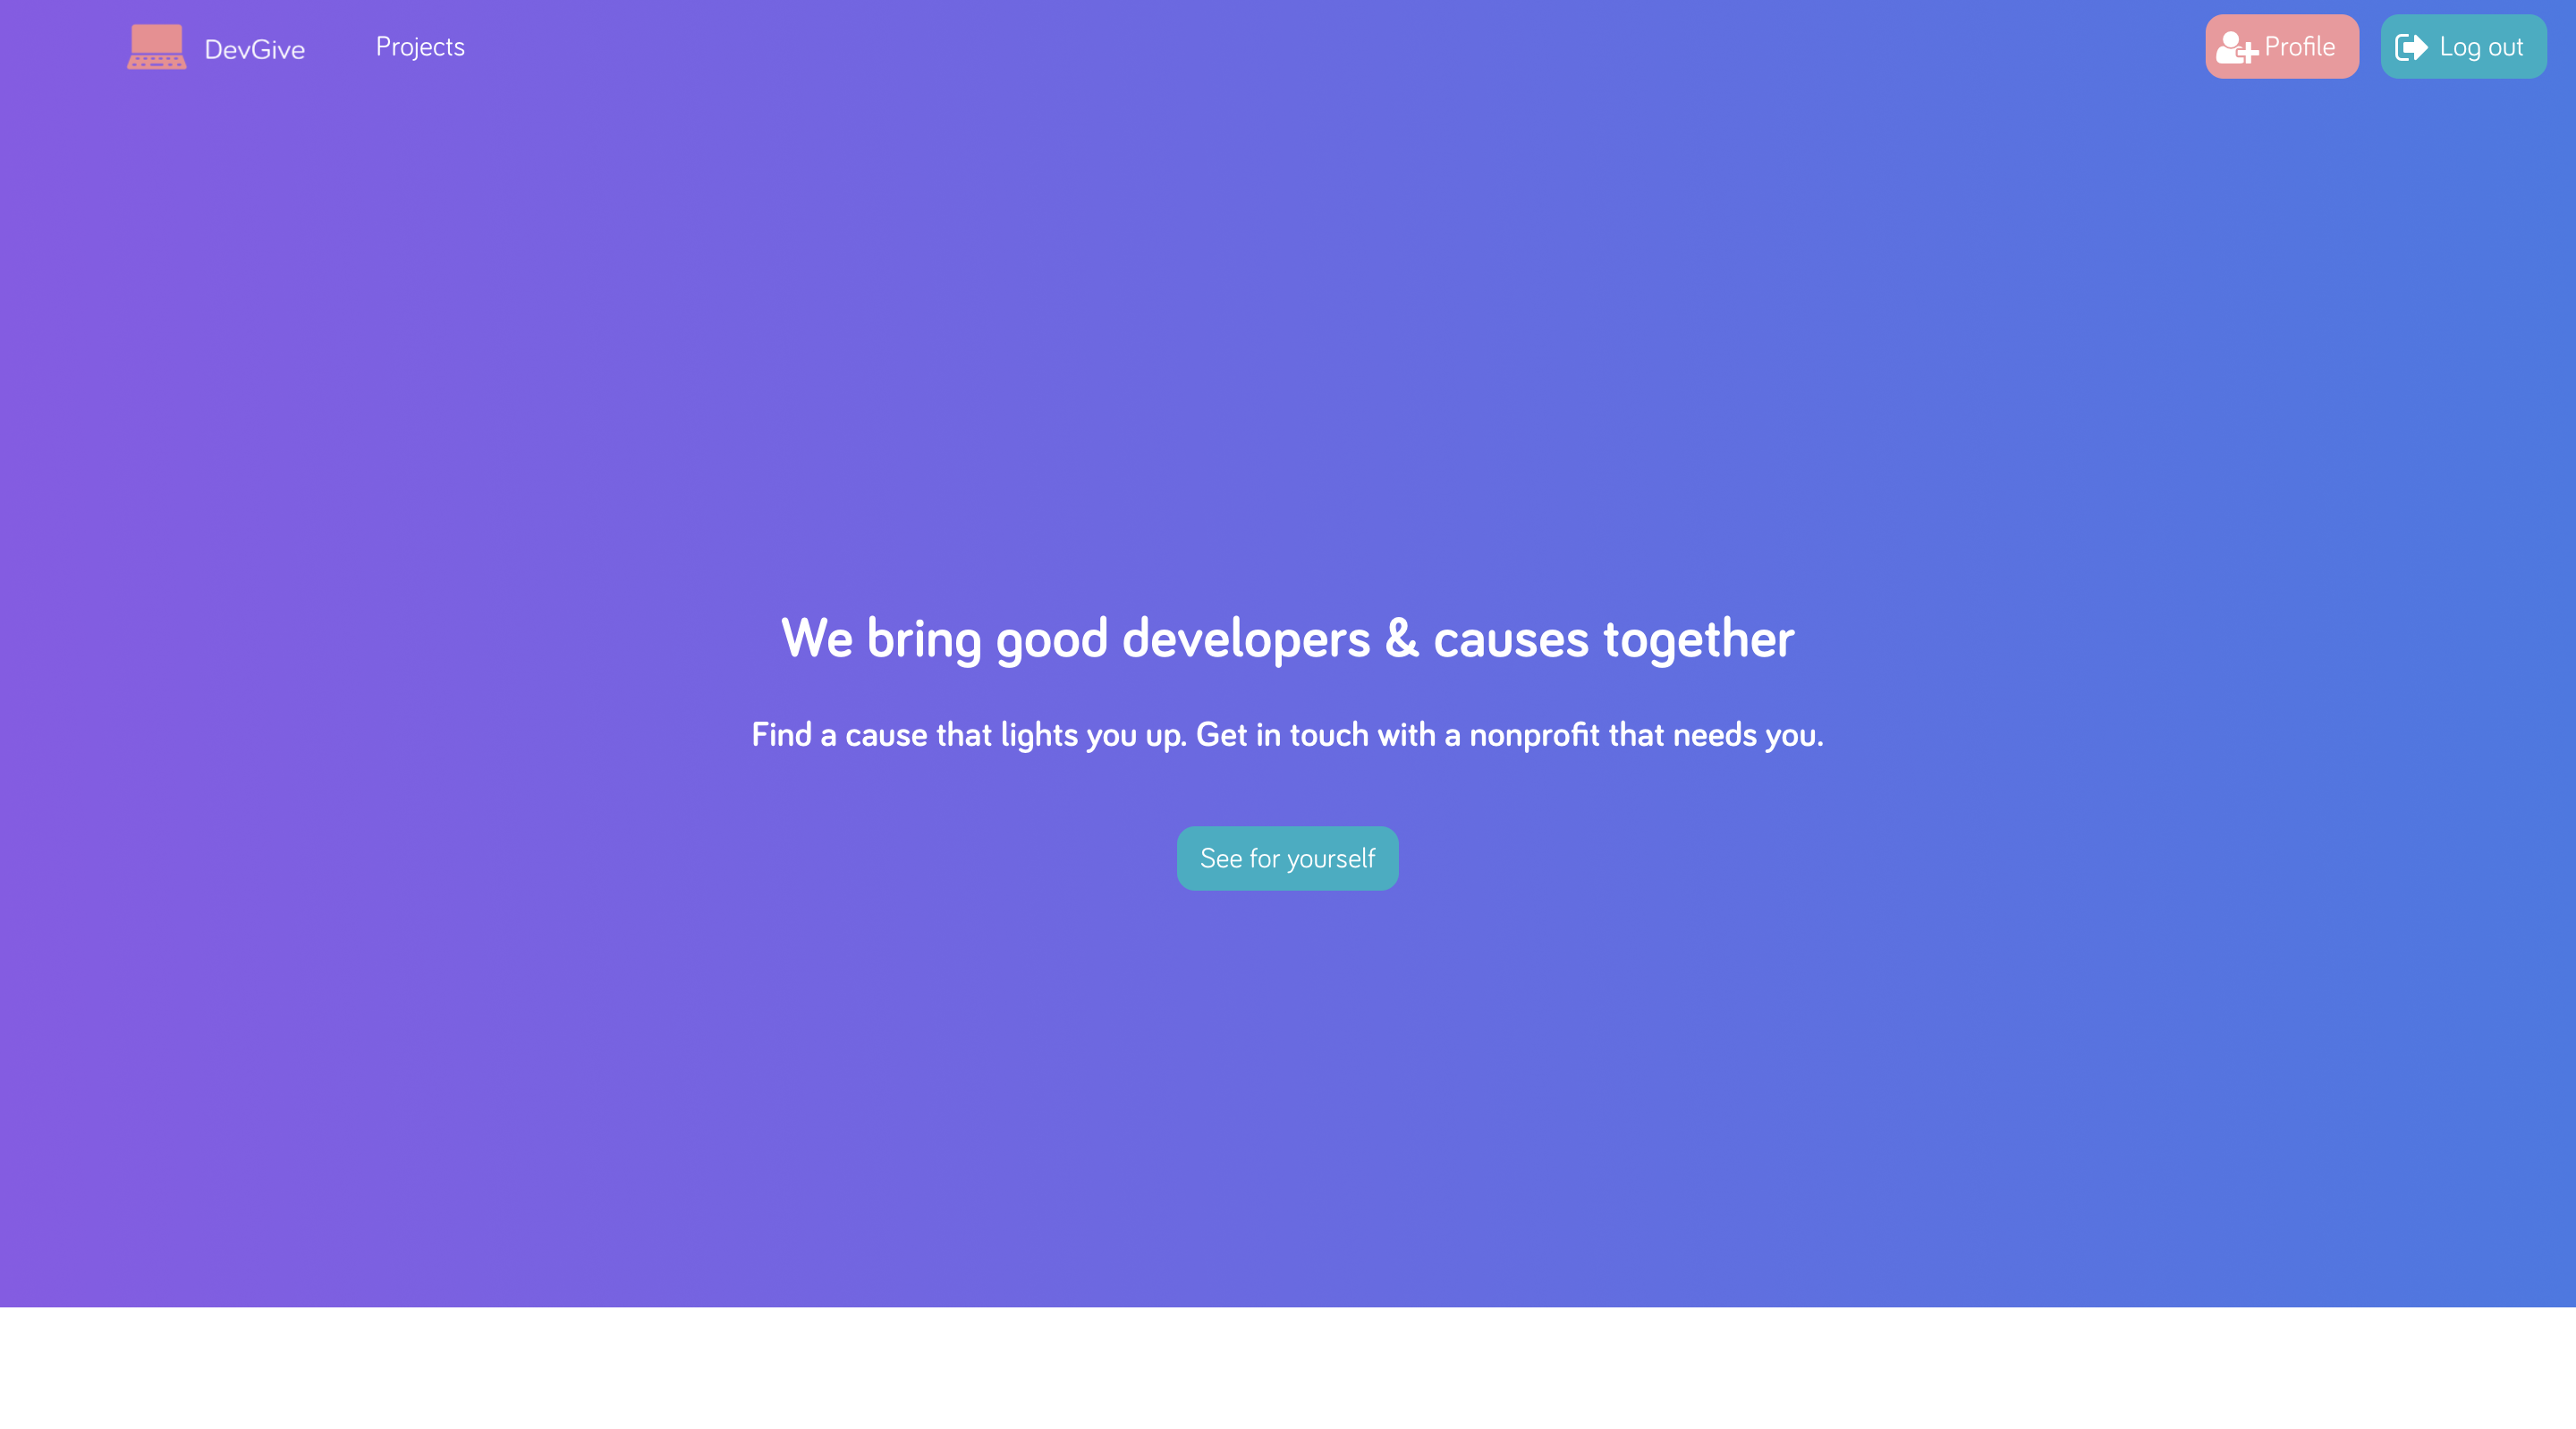 DevGive
Projects
Profile
Log out
We bring good developers & causes together
Find a cause that lights you up. Get in touch with a nonprofit that needs you.
See for yourself